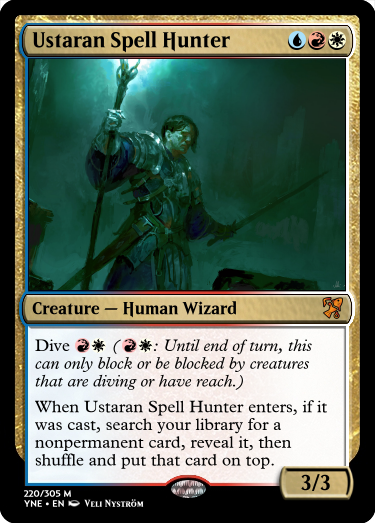 Ustaran Spell Hunter
Creature — Human Wizard
Dive (: Until end of turn, this
can only block or be blocked by creatures
that are diving or have reach.)
When Ustaran Spell Hunter enters, if it
was cast, search your library for a
nonpermanent card, reveal it, then
shuffle and put that card on top.
3/3
220/305 M
YNE • EN Veli Nyström